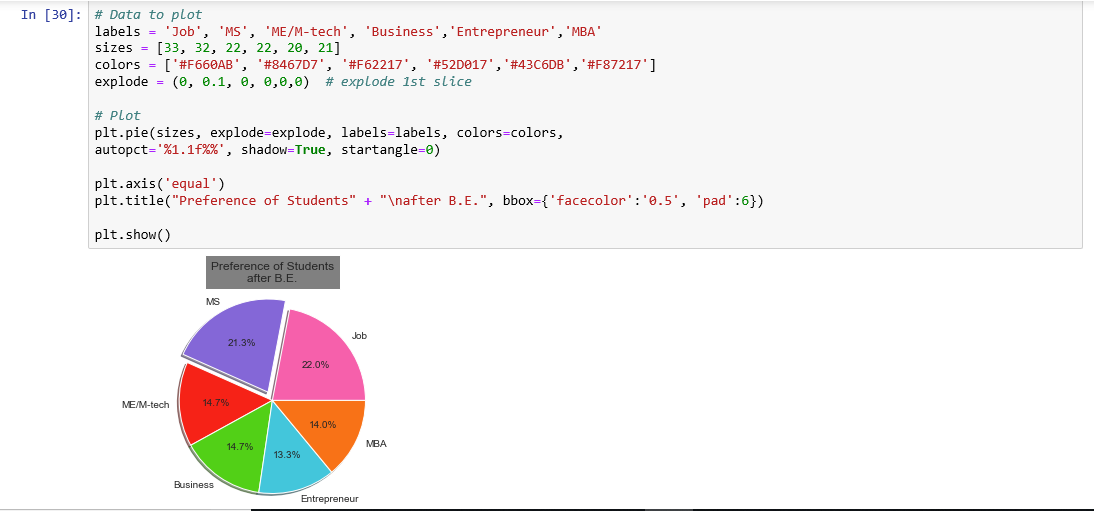 In [30]: # Data to plot
labels = 'Job', 'MS', 'ME/M-tech', 'Business','Entrepreneur','MBA'
sizes = [33, 32, 22, 22, 20, 21]
colors = ['#F660AB', '#8467D7', '#F62217', '#52D017','#43C6DB','#F87217']
explode = (0, 0.1, 0, 0,0,0)  # explode 1st slice
# Plot
plt.pie(sizes, explode=explode, labels=labels, colors=colors,
autopct='%1.1f%%', shadow=True, startangle=0)
plt.axis('equal')
plt.title("Preference of Students" + "\nafter B.E.", bbox={'facecolor':'0.5', 'pad':6})
plt.show()
Preference of Students
after B.E.
MS
Job
21.3%
22.0%
ME/M-tech
14.7%
14.0%
MBA
14.7%
13.3%
Business
Entrepreneur